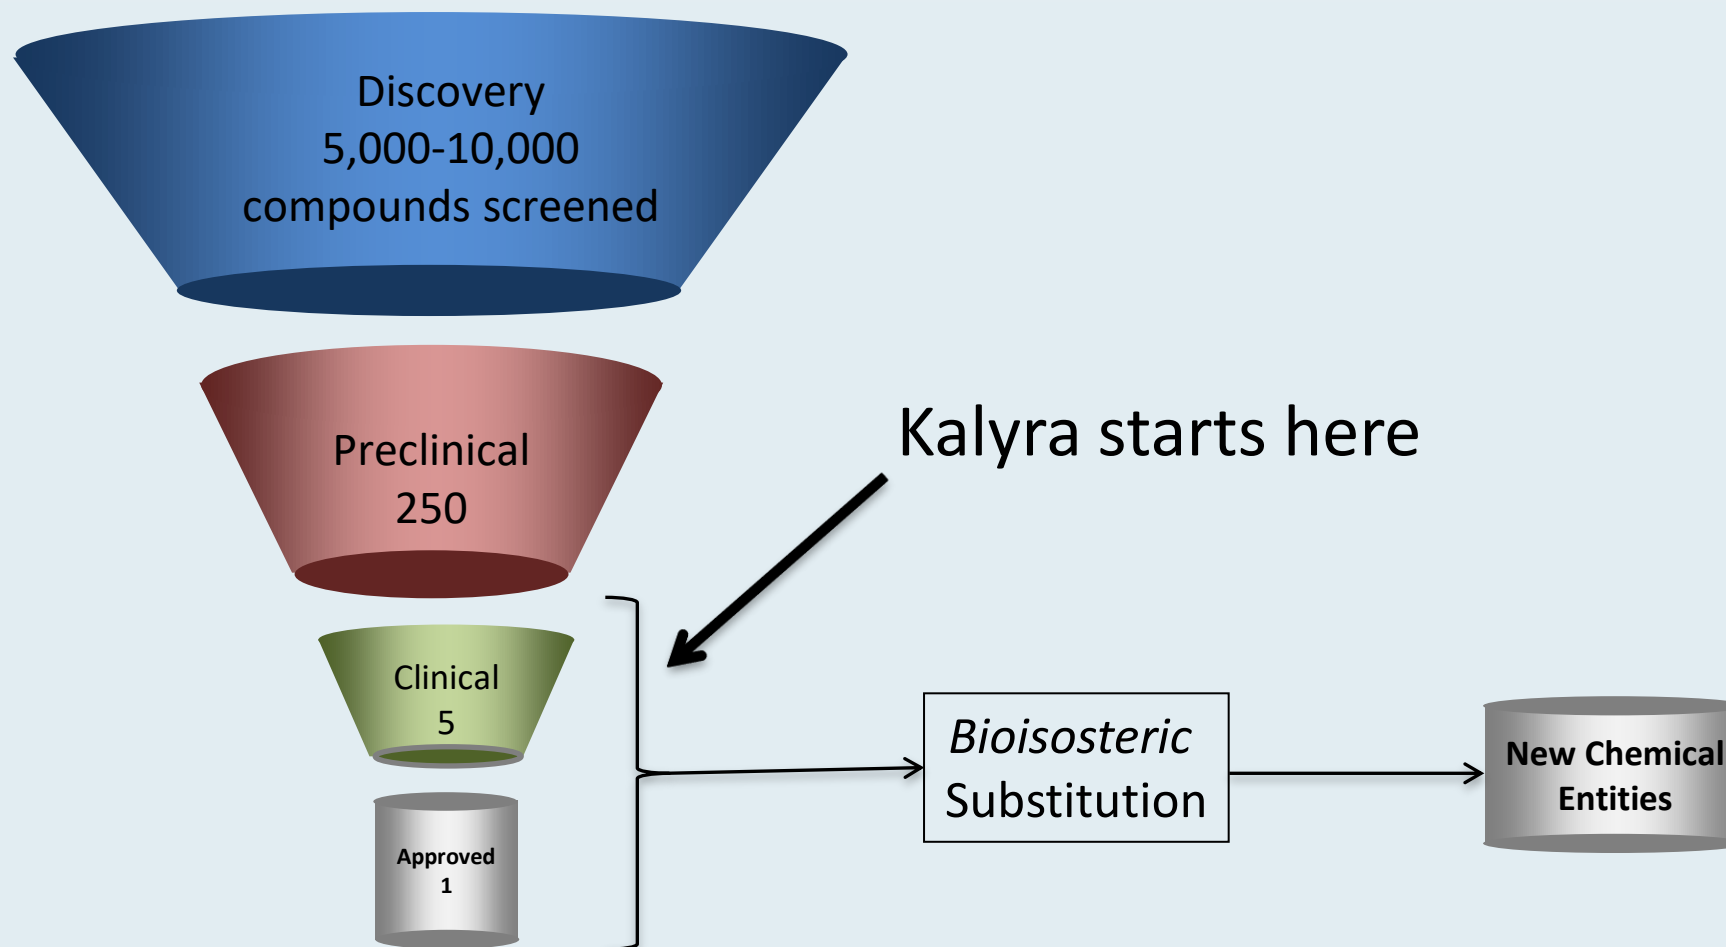 Discovery
5,000-10,000
compounds screened
Preclinical
250
Kalyra starts here
Clinical
5
Bioisosteric
Substitution
New Chemical
Entities
Approved
1